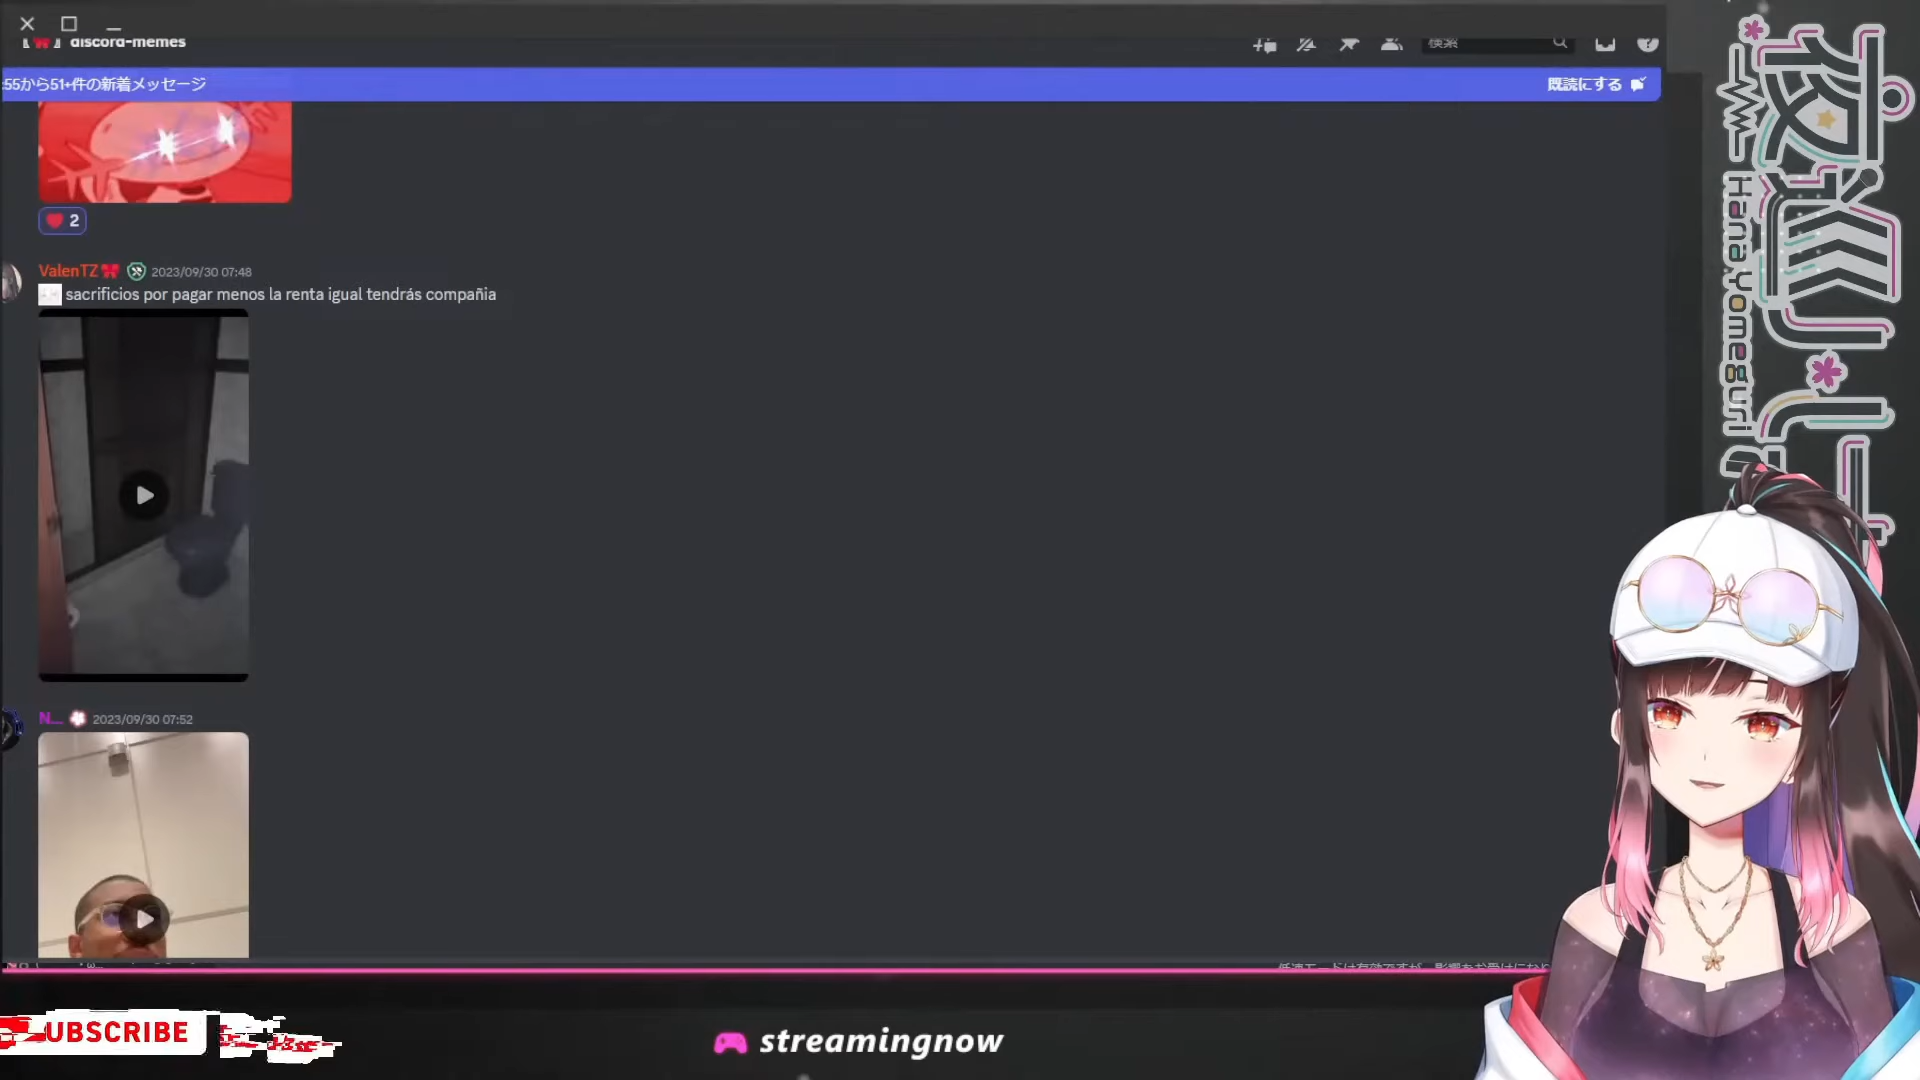 discord-memes
検索
:55から51+件の新着メッセージ
既読にする
2
ValenTZ 2023/09/30 07:48
sacrificios por pagar menos la renta igual tendrás compañia
N... 2023/09/30 07:52
UBSCRIBE
streamingnow
Hana Yomeguri